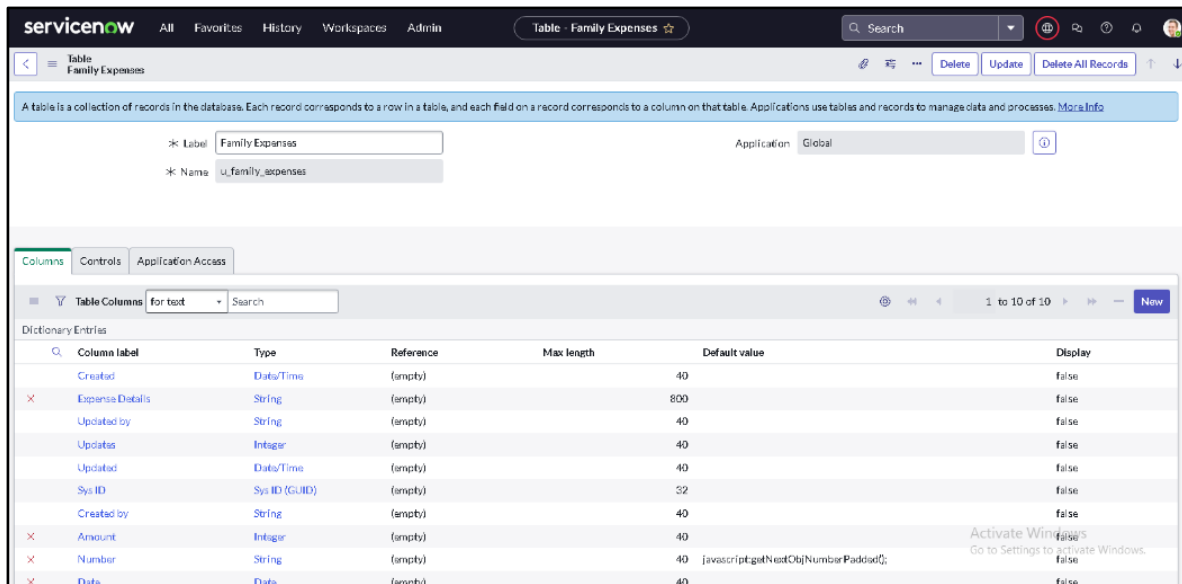 servicenow All Favorites History Workspaces Admin Table - Family Expenses Search
Table
Family Expenses
Delete Update Delete All Records
A table is a collection of records in the database. Each record corresponds to a row in a table, and each field on a record corresponds to a column on that table. Applications use tables and records to manage data and processes. More Info
Label Family Expenses Application Global
Name u_family_expenses
Columns Controls Application Access
Table Columns for text Search 1 to 10 of 10 New
Dictionary Entries
Column label Type Reference Max length Default value Display
Created Date/Time (empty) 40 false
Expense Details String (empty) 800 false
Updated by String (empty) 40 false
Updates Integer (empty) 40 false
Updated Date/Time (empty) 40 false
Sys ID Sys ID (GUID) (empty) 32 false
Created by String (empty) 40 false
Amount Integer (empty) 40 false
Activate Windows
Number String (empty) 40 javascript:getNextObjNumberPadded(); false
Go to Settings to activate Windows.
Date Date (empty) 40 false